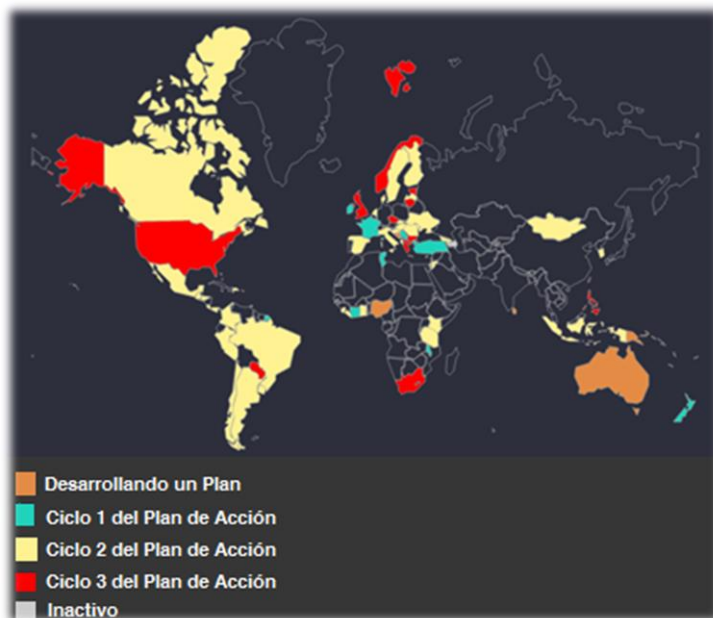 Desarrollando un Plan
Ciclo 1 del Plan de Acción
Ciclo 2 del Plan de Acción
Ciclo 3 del Plan de Acción
Inactivo